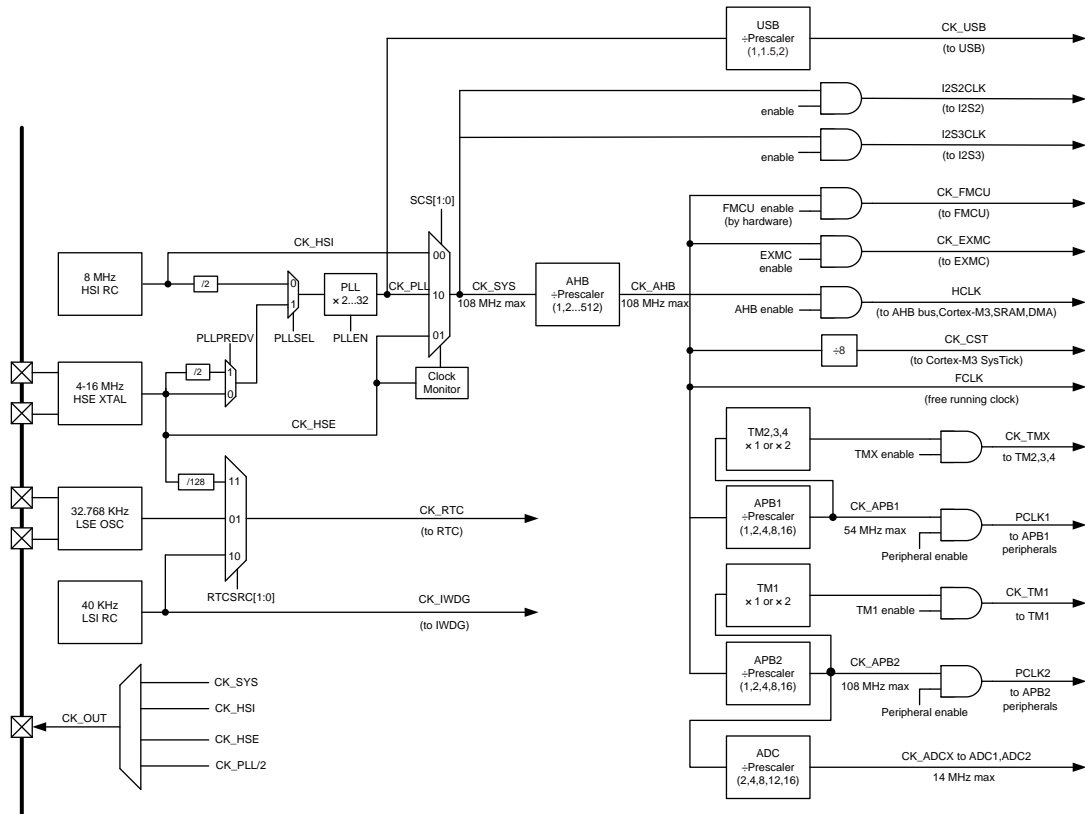 USB
÷Prescaler
(1,1.5,2)
CK_USB
(to USB)
I2S2CLK
enable
(to I2S2)
I2S3CLK
enable
(to I2S3)
SCS[1:0]
CK_FMCU
FMCU enable
(by hardware)
(to FMCU)
CK_HSI
00
CK_EXMC
EXMC
enable
(to EXMC)
8 MHz
HSI RC
/2
0
1
PLL
× 2...32
CK_PLL
10
CK_SYS
108 MHz max
AHB
÷Prescaler
(1,2...512)
CK_AHB
108 MHz max
HCLK
AHB enable
(to AHB bus,Cortex-M3,SRAM,DMA)
PLLPREDV
PLLSEL
PLLEN
01
÷8
CK_CST
(to Cortex-M3 SysTick)
4-16 MHz
HSE XTAL
/2
1
0
Clock
Monitor
FCLK
(free running clock)
CK_HSE
TM2,3,4
× 1 or × 2
CK_TMX
TMX enable
to TM2,3,4
/128
11
32.768 KHz
LSE OSC
01
CK_RTC
(to RTC)
APB1
÷Prescaler
(1,2,4,8,16)
CK_APB1
54 MHz max
PCLK1
to APB1
peripherals
Peripheral enable
10
RTCSRC[1:0]
40 KHz
LSI RC
CK_IWDG
(to IWDG)
TM1
× 1 or × 2
CK_TM1
TM1 enable
to TM1
APB2
÷Prescaler
(1,2,4,8,16)
CK_APB2
108 MHz max
PCLK2
to APB2
peripherals
Peripheral enable
CK_SYS
CK_HSI
CK_OUT
CK_HSE
CK_PLL/2
ADC
÷Prescaler
(2,4,8,12,16)
CK_ADCX to ADC1,ADC2
14 MHz max